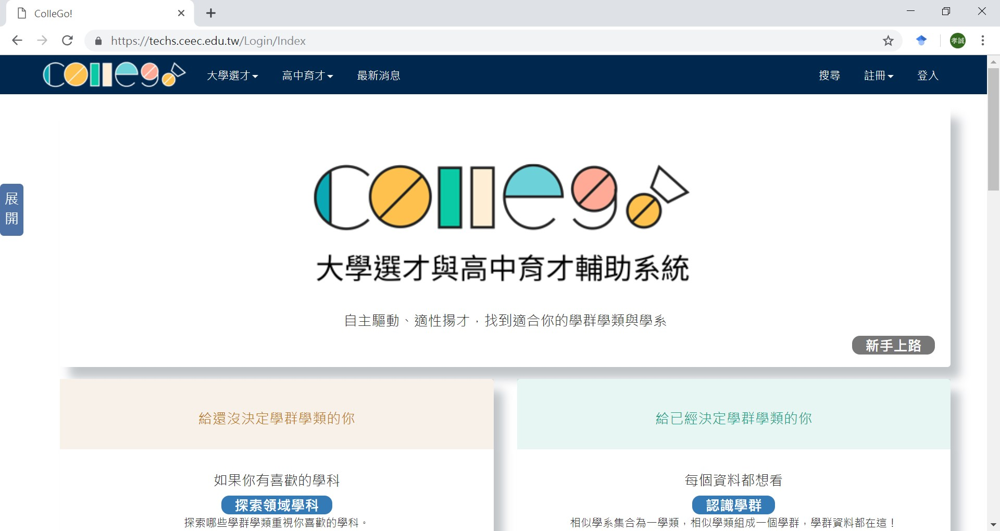 ColleGo!
https://techs.ceec.edu.tw/Login/Index
孝誠
Collego
大學選才
高中育才
最新消息
搜尋
註冊
登入
展開
Collego
大學選才與高中育才輔助系統
自主驅動、適性揚才，找到適合你的學群學類與學系
新手上路
給還沒決定學群學類的你
如果你有喜歡的學科
探索領域學科
探索哪些學群學類重視你喜歡的學科。
給已經決定學群學類的你
每個資料都想看
認識學群
相似學系集合為一學類，相似學類組成一個學群，學群資料都在這！